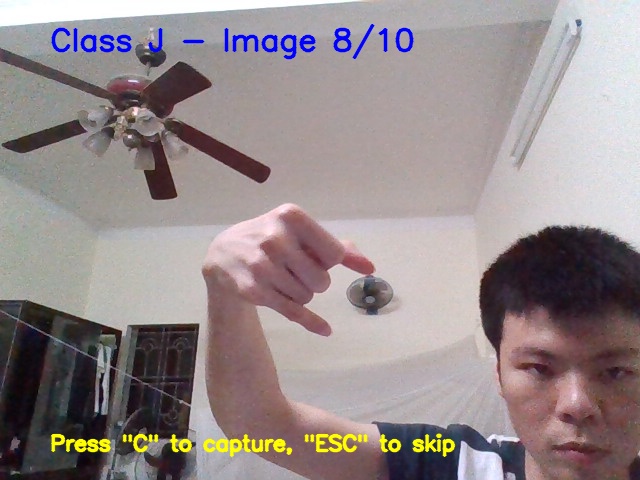 Class J - Image 8/10
Press "C" to capture, "ESC" to skip